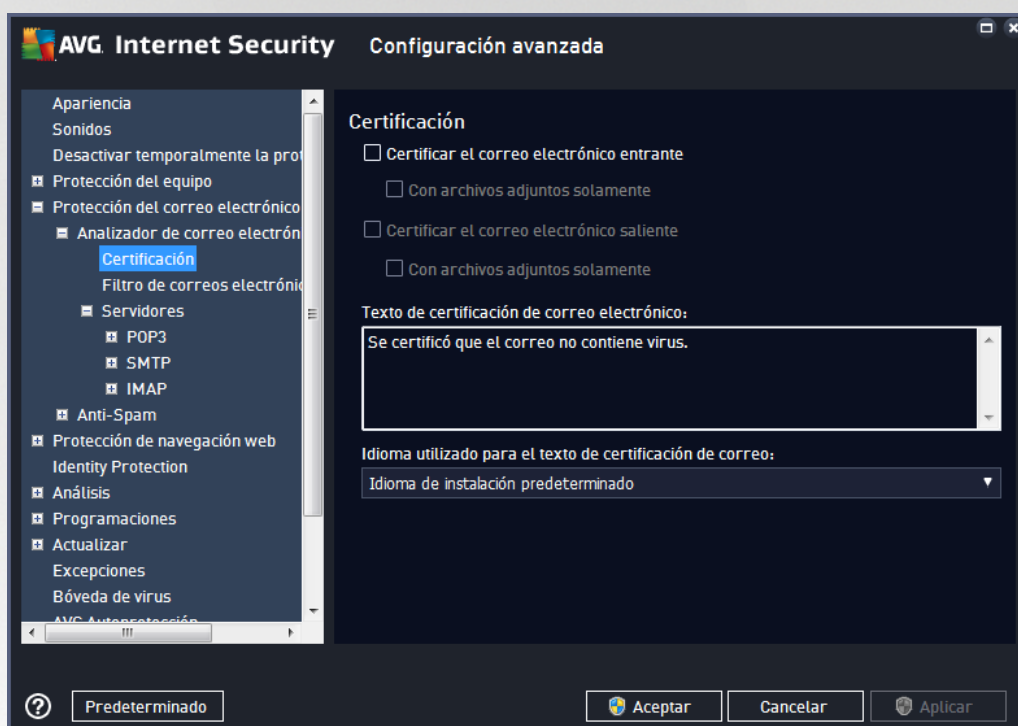 AVG. Internet Security Configuración avanzada
Apariencia
Sonidos
Desactivar temporalmente la prot
Protección del equipo
Protección del correo electrónico
Analizador de correo electrón
Certificación
Filtro de correos electrónic
Servidores
POP3
SMTP
IMAP
Anti-Spam
Protección de navegación web
Identity Protection
Análisis
Programaciones
Actualizar
Excepciones
Bóveda de virus
AVG Autoprotección
Certificación
Certificar el correo electrónico entrante
Con archivos adjuntos solamente
Certificar el correo electrónico saliente
Con archivos adjuntos solamente
Texto de certificación de correo electrónico:
Se certificó que el correo no contiene virus.
Idioma utilizado para el texto de certificación de correo:
Idioma de instalación predeterminado
? Predeterminado Aceptar Cancelar Aplicar